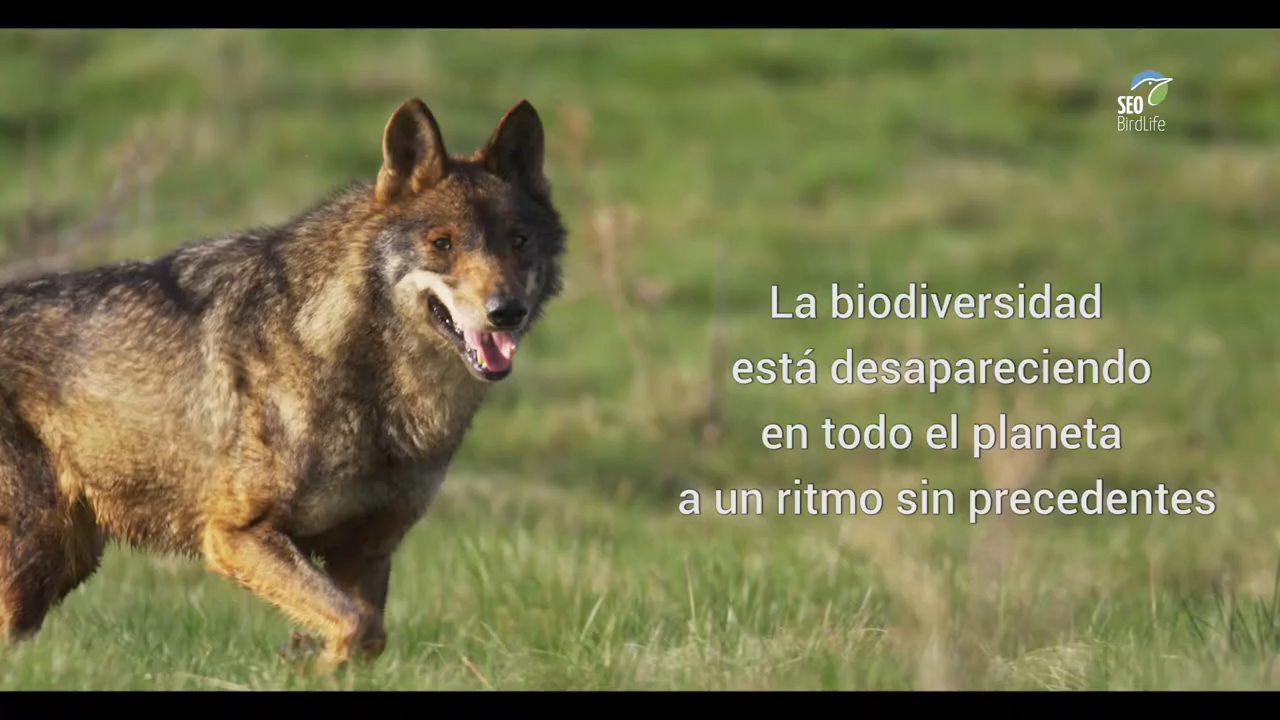 SEO
BirdLife
La biodiversidad
está desapareciendo
en todo el planeta
a un ritmo sin precedentes